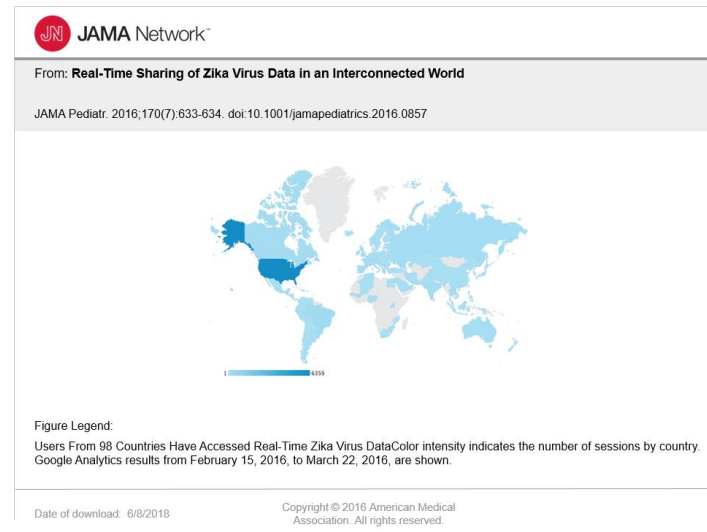 JN JAMA Network™
From: Real-Time Sharing of Zika Virus Data in an Interconnected World
JAMA Pediatr. 2016;170(7):633-634. doi:10.1001/jamapediatrics.2016.0857
1 6359
Figure Legend:
Users From 98 Countries Have Accessed Real-Time Zika Virus DataColor intensity indicates the number of sessions by country.
Google Analytics results from February 15, 2016, to March 22, 2016, are shown.
Date of download: 6/8/2018
Copyright © 2016 American Medical
Association. All rights reserved.